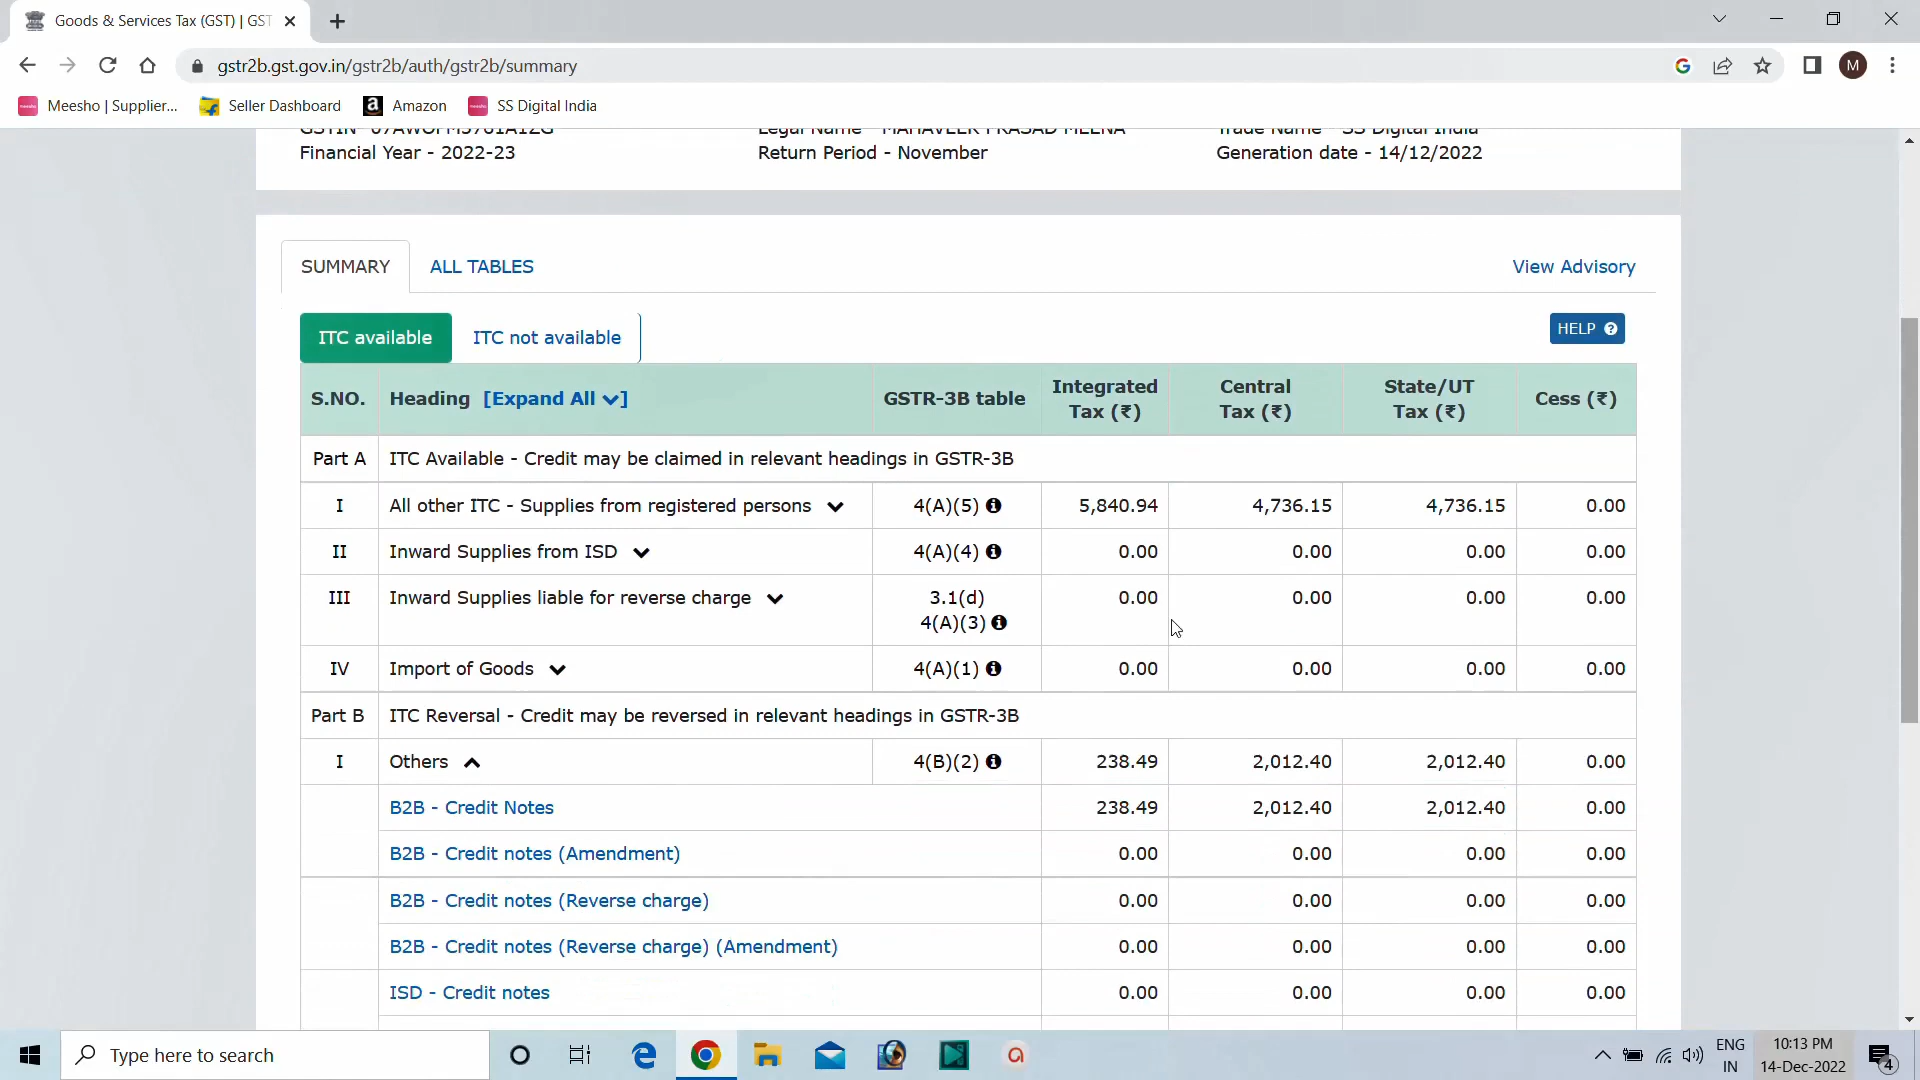 Goods & Services Tax (GST) | GST
gstr2b.gst.gov.in/gstr2b/auth/gstr2b/summary
M
Meesho | Supplier... Seller Dashboard Amazon SS Digital India
Financial Year - 2022-23 Return Period - November Generation date - 14/12/2022
SUMMARY ALL TABLES View Advisory
ITC available ITC not available HELP
S.NO. Heading [Expand All] GSTR-3B table Integrated Tax (₹) Central Tax (₹) State/UT Tax (₹) Cess (₹)
Part A ITC Available - Credit may be claimed in relevant headings in GSTR-3B
I All other ITC - Supplies from registered persons 4(A)(5) 5,840.94 4,736.15 4,736.15 0.00
II Inward Supplies from ISD 4(A)(4) 0.00 0.00 0.00 0.00
III Inward Supplies liable for reverse charge 3.1(d) 4(A)(3) 0.00 0.00 0.00 0.00
IV Import of Goods 4(A)(1) 0.00 0.00 0.00 0.00
Part B ITC Reversal - Credit may be reversed in relevant headings in GSTR-3B
I Others 4(B)(2) 238.49 2,012.40 2,012.40 0.00
B2B - Credit Notes 238.49 2,012.40 2,012.40 0.00
B2B - Credit notes (Amendment) 0.00 0.00 0.00 0.00
B2B - Credit notes (Reverse charge) 0.00 0.00 0.00 0.00
B2B - Credit notes (Reverse charge) (Amendment) 0.00 0.00 0.00 0.00
ISD - Credit notes 0.00 0.00 0.00 0.00
Type here to search
ENG IN
10:13 PM
14-Dec-2022
4